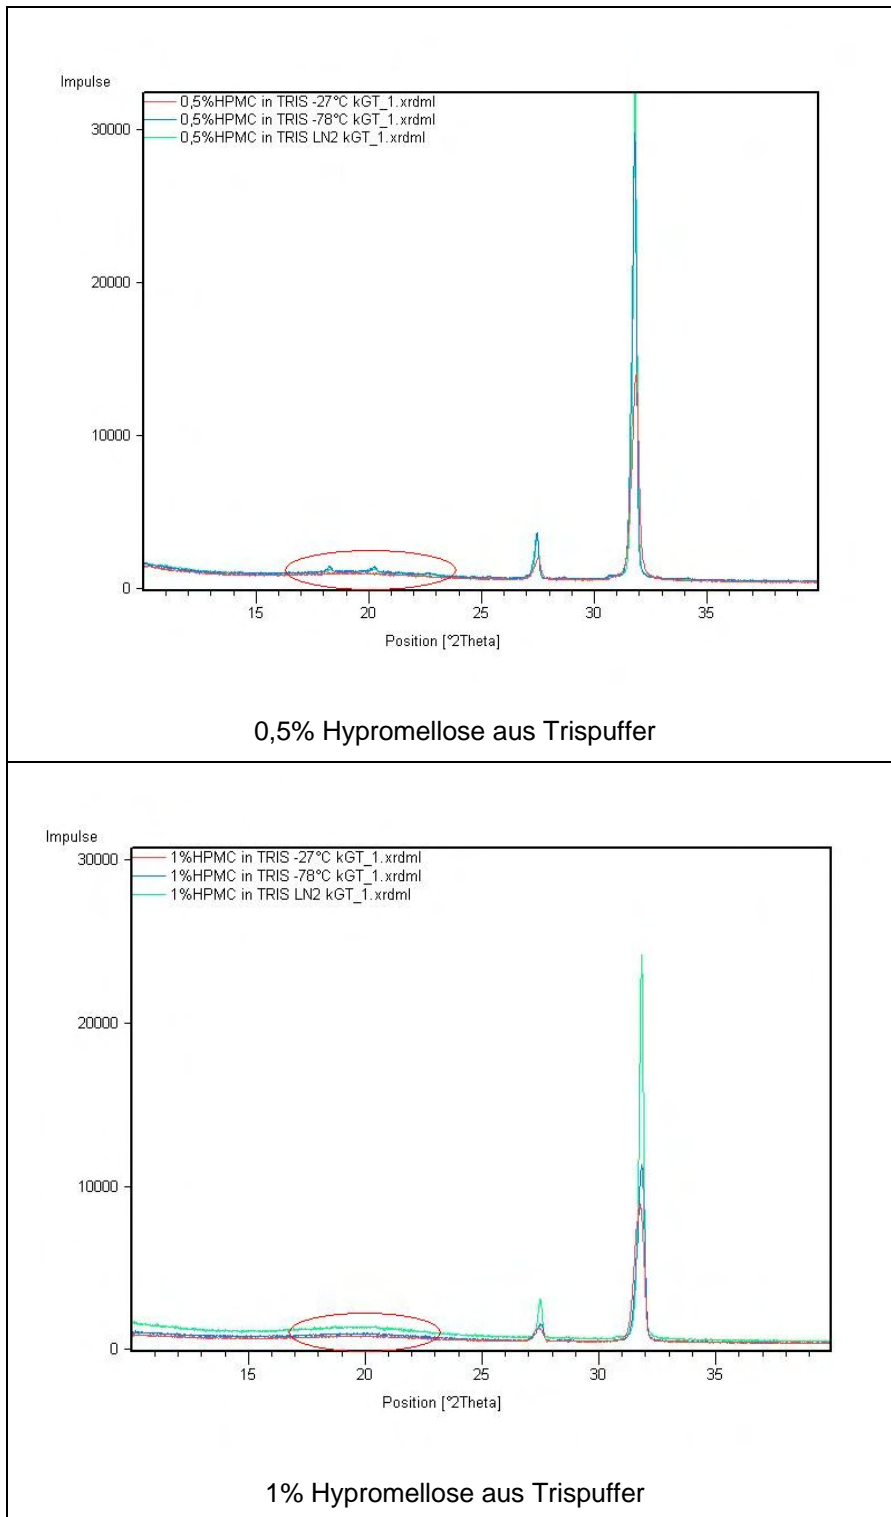 Impulse
0,5%HPMC in TRIS -27°C kGT_1.xrdml
30000
0,5%HPMC in TRIS -78°C kGT_1.xrdml
0,5%HPMC in TRIS LN2 kGT_1.xrdml
20000
10000
0
15 20 25 30 35
Position [°2Theta]
0,5% Hypromellose aus Trispuffer
Impulse
30000
1%HPMC in TRIS -27°C kGT_1.xrdml
1%HPMC in TRIS -78°C kGT_1.xrdml
1%HPMC in TRIS LN2 kGT_1.xrdml
20000
10000
0
15 20 25 30 35
Position [°2Theta]
1% Hypromellose aus Trispuffer